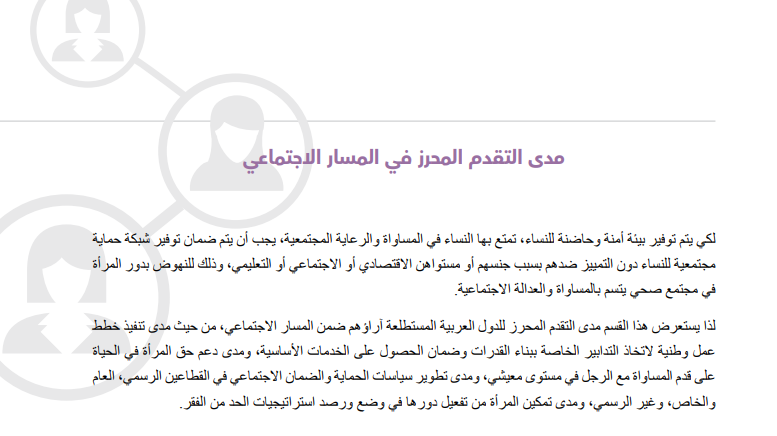 مدى التقدم المحرز في المسار الاجتماعي
لكي يتم توفير بيئة أمنة وحاضنة للنساء، تمتع بها النساء في المساواة والرعاية المجتمعية، يجب أن يتم ضمان توفير شبكة حماية
مجتمعية للنساء دون التمييز ضدهم بسبب جنسهم أو مستواهن الاقتصادي أو الاجتماعي أو التعليمي، وذلك للنهوض بدور المرأة
في مجتمع صحي يتسم بالمساواة والعدالة الاجتماعية.
لذا يستعرض هذا القسم مدى التقدم المحرز للدول العربية المستطلعة آراؤهم ضمن المسار الاجتماعي، من حيث مدى تنفيذ خطط
عمل وطنية لاتخاذ التدابير الخاصة ببناء القدرات وضمان الحصول على الخدمات الأساسية، ومدى دعم حق المرأة في الحياة
على قدم المساواة مع الرجل في مستوى معيشي، ومدى تطوير سياسات الحماية والضمان الاجتماعي في القطاعين الرسمي، العام
والخاص، وغير الرسمي، ومدى تمكين المرأة من تفعيل دورها في وضع ورصد استراتيجيات الحد من الفقر.